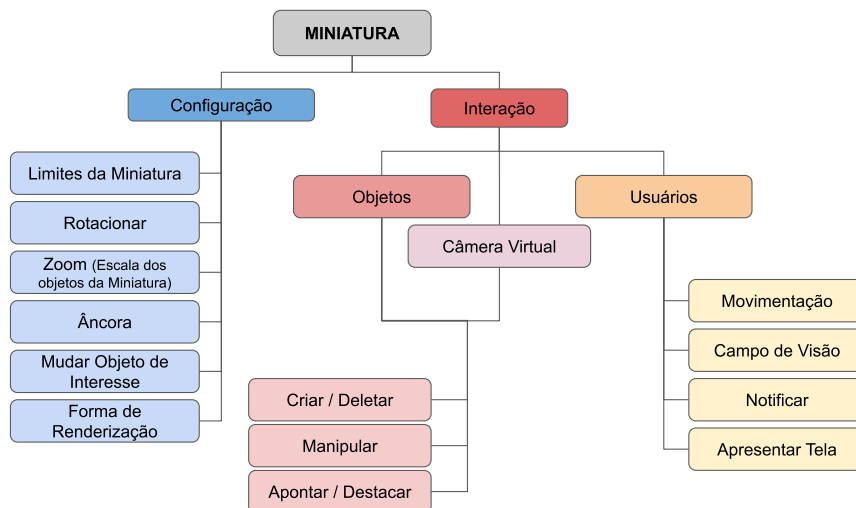 MINIATURA
Configuração
Interação
Limites da Miniatura
Rotacionar
Zoom (Escala dos
objetos da Miniatura)
Âncora
Mudar Objeto de
Interesse
Forma de
Renderização
Objetos
Câmera Virtual
Usuários
Criar / Deletar
Manipular
Apontar / Destacar
Movimentação
Campo de Visão
Notificar
Apresentar Tela